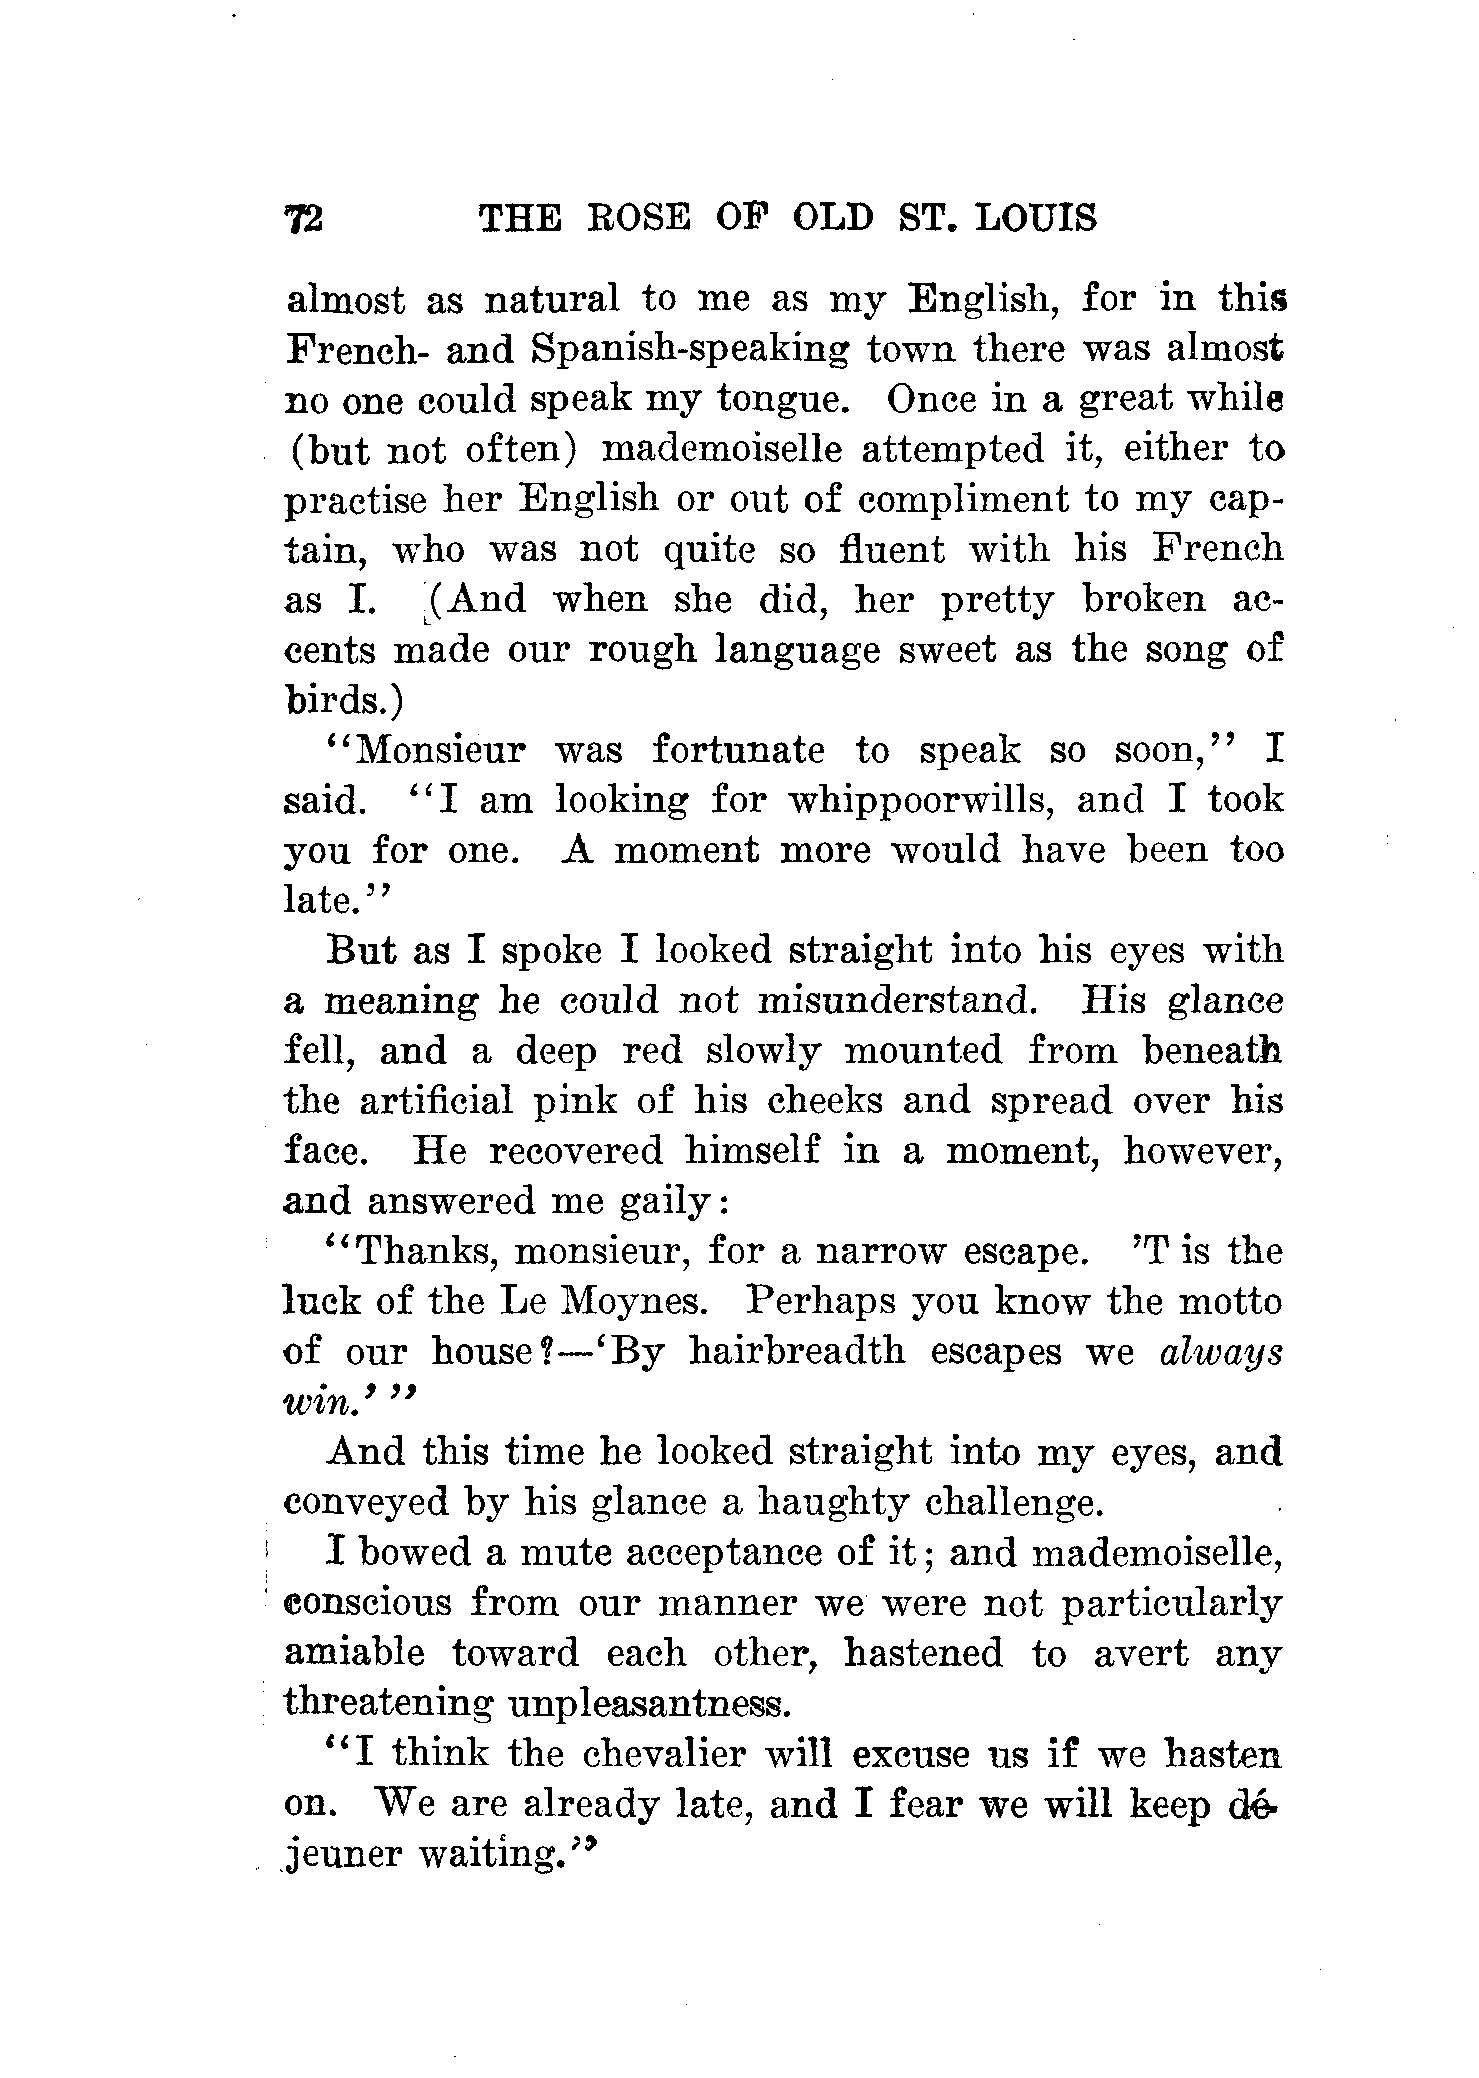 72 THE ROSE OF OLD ST. LOUIS
almost as natural to me as my English, for in this
French- and Spanish-speaking town there was almost
no one could speak my tongue. Once in a great while
(but not often) mademoiselle attempted it, either to
practise her English or out of compliment to my cap-
tain, who was not quite so fluent with his French
as I. (And when she did, her pretty broken ac-
cents made our rough language sweet as the song of
birds.)
"Monsieur was fortunate to speak so soon," I
said. "I am looking for whippoorwills, and I took
you for one. A moment more would have been too
late."
But as I spoke I looked straight into his eyes with
a meaning he could not misunderstand. His glance
fell, and a deep red slowly mounted from beneath
the artificial pink of his cheeks and spread over his
face. He recovered himself in a moment, however,
and answered me gaily:
"Thanks, monsieur, for a narrow escape. 'T is the
luck of the Le Moynes. Perhaps you know the motto
of our house?—'By hairbreadth escapes we always
win.' "
And this time he looked straight into my eyes, and
conveyed by his glance a haughty challenge.
I bowed a mute acceptance of it; and mademoiselle,
conscious from our manner we were not particularly
amiable toward each other, hastened to avert any
threatening unpleasantness.
"I think the chevalier will excuse us if we hasten
on. We are already late, and I fear we will keep dé-
jeuner waiting."